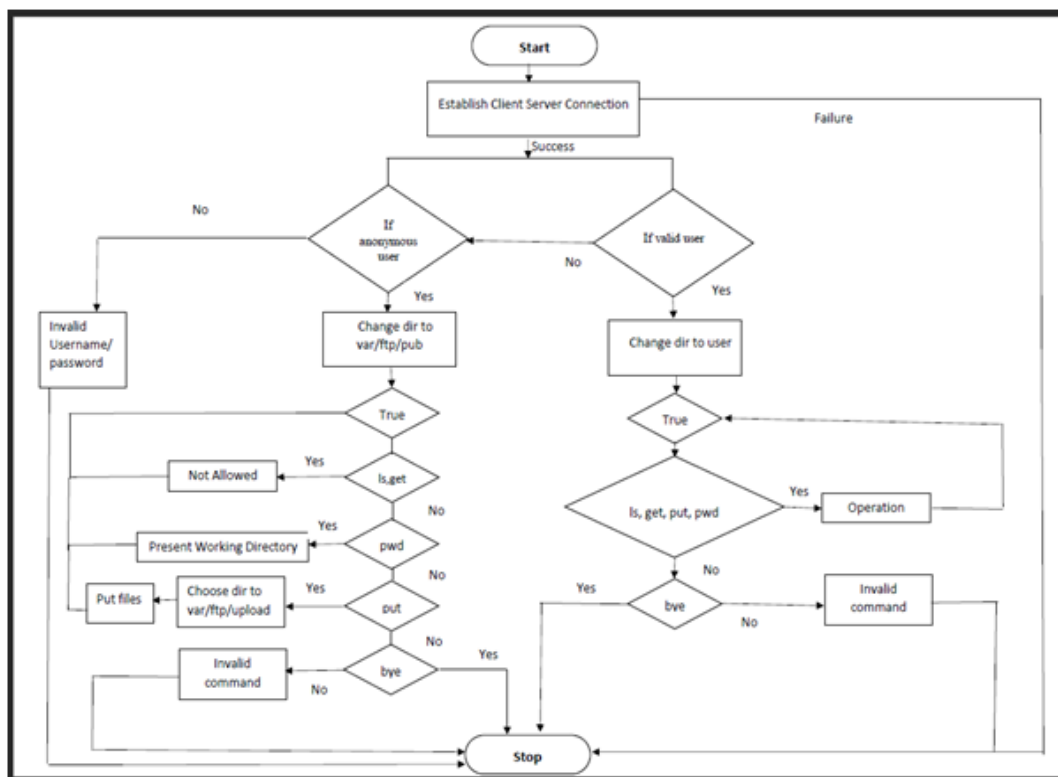 Start
Establish Client Server Connection
Failure
Success
No
If
anonymous
user
If valid user
No
Yes
Yes
Invalid
Username/
password
Change dir to
var/ftp/pub
Change dir to user
True
True
Not Allowed
Yes
ls,get
No
ls, get, put, pwd
Yes
Operation
Present Working Directory
Yes
pwd
No
No
Put files
Choose dir to
var/ftp/upload
Yes
put
No
Yes
bve
No
Invalid
command
Invalid
command
No
bye
Yes
Stop